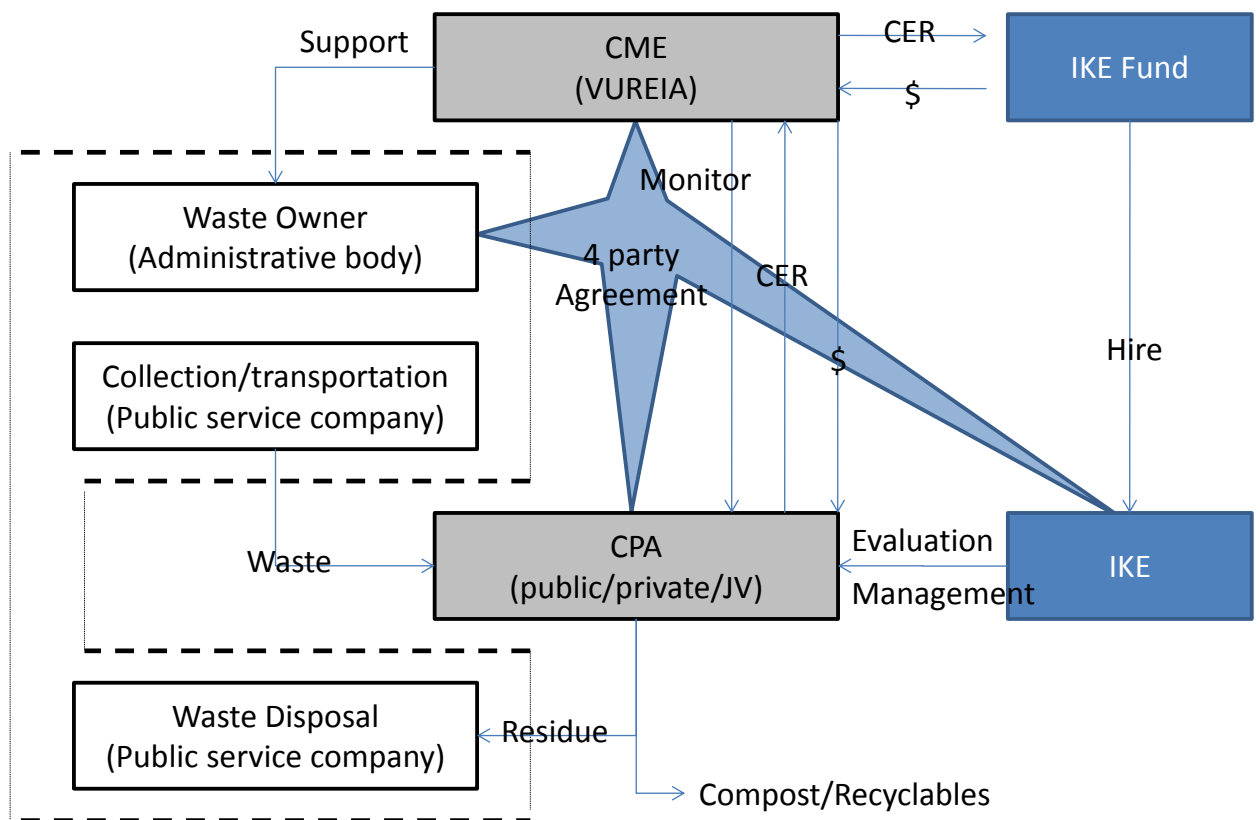 Support
CME
(VUREIA)
CER
$
IKE Fund
Waste Owner
(Administrative body)
Monitor
4 party
Agreement
CER
$
Hire
Collection/transportation
(Public service company)
Waste
CPA
(public/private/JV)
Evaluation
Management
IKE
Waste Disposal
(Public service company)
Residue
Compost/Recyclables